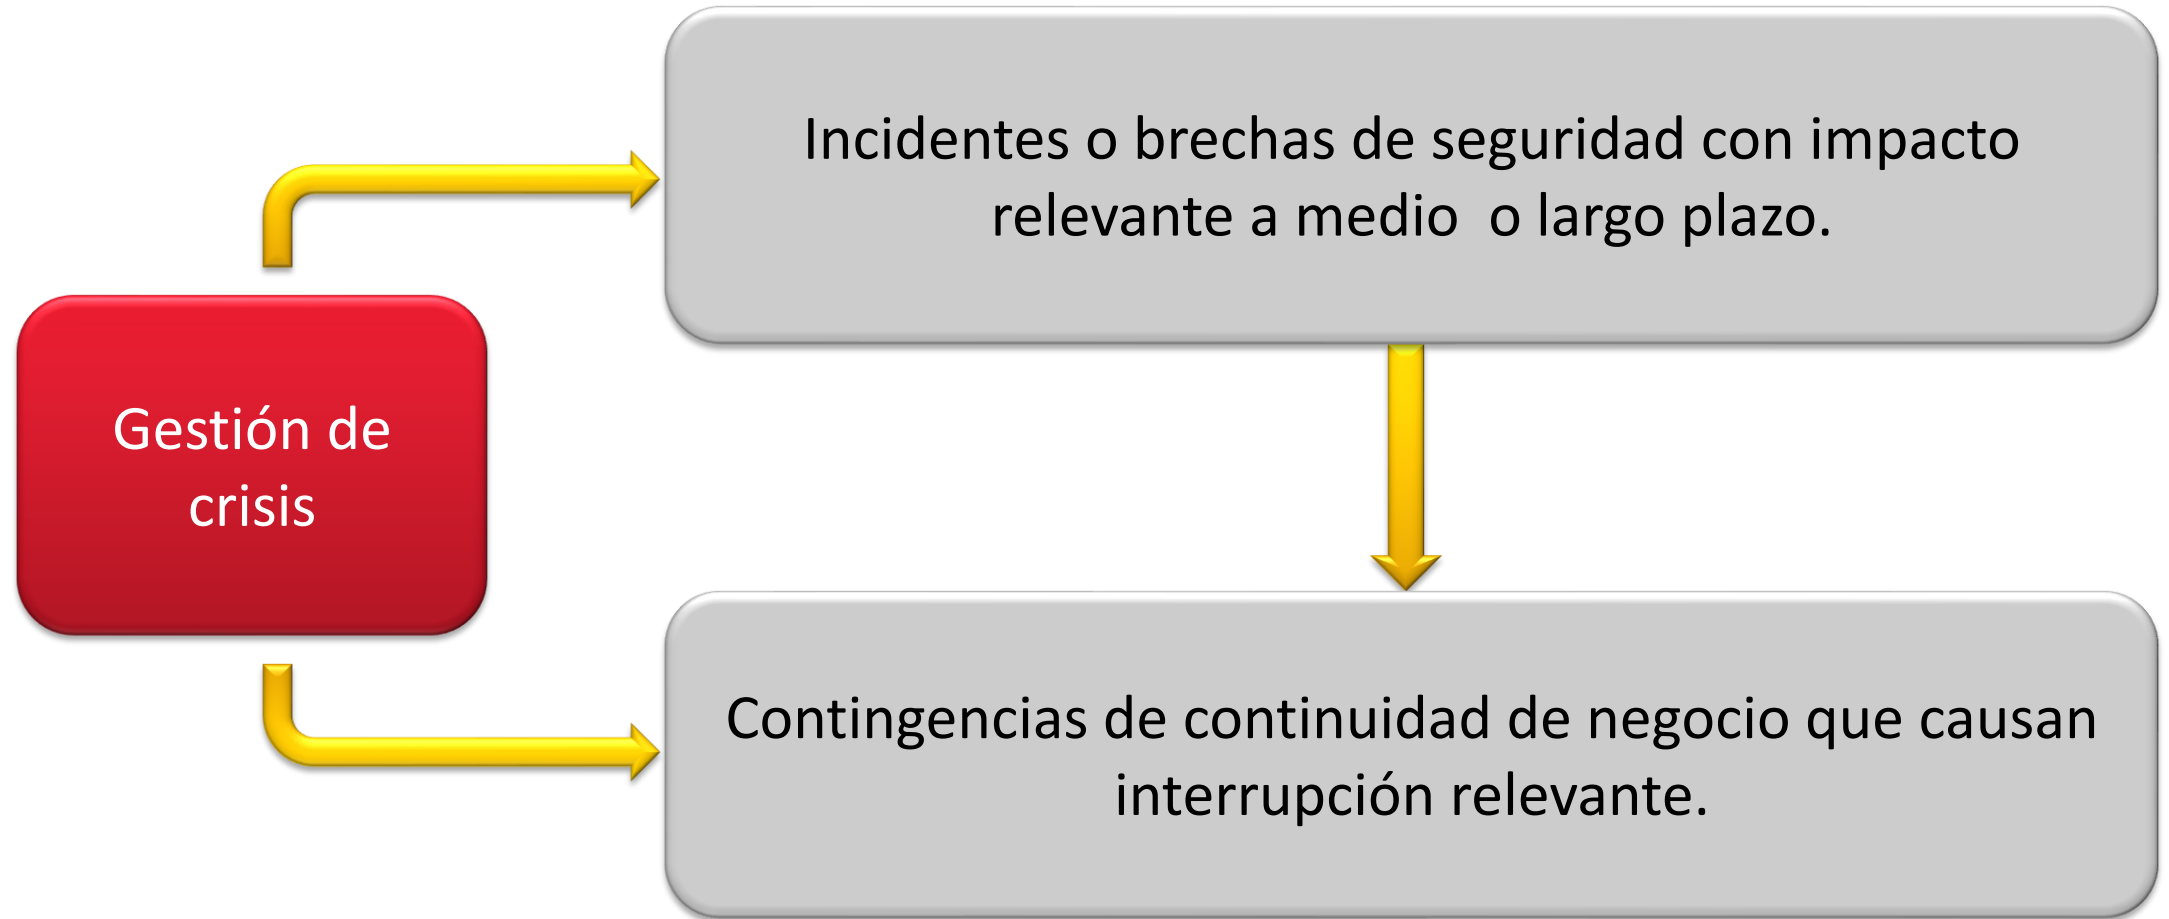 Incidentes o brechas de seguridad con impacto
relevante a medio  o largo plazo.
Gestión de
crisis
Contingencias de continuidad de negocio que causan
interrupción relevante.